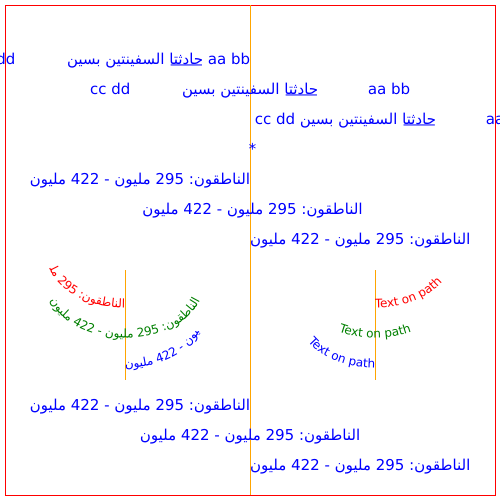 aa bb حادثتا السفينتين بسين dd
aa bb حادثتا السفينتين بسين cc dd
aa حادثتا السفينتين بسين cc dd
*
الناطقون: 295 مليون - 422 مليون
الناطقون: 295 مليون - 422 مليون
الناطقون: 295 مليون - 422 مليون
الناطقون: 295 م
Text on path
الناطقون: 295 مليون - 422 مليون
Text on path
يون - 422 مليون
Text on path
الناطقون: 295 مليون - 422 مليون
الناطقون: 295 مليون - 422 مليون
الناطقون: 295 مليون - 422 مليون